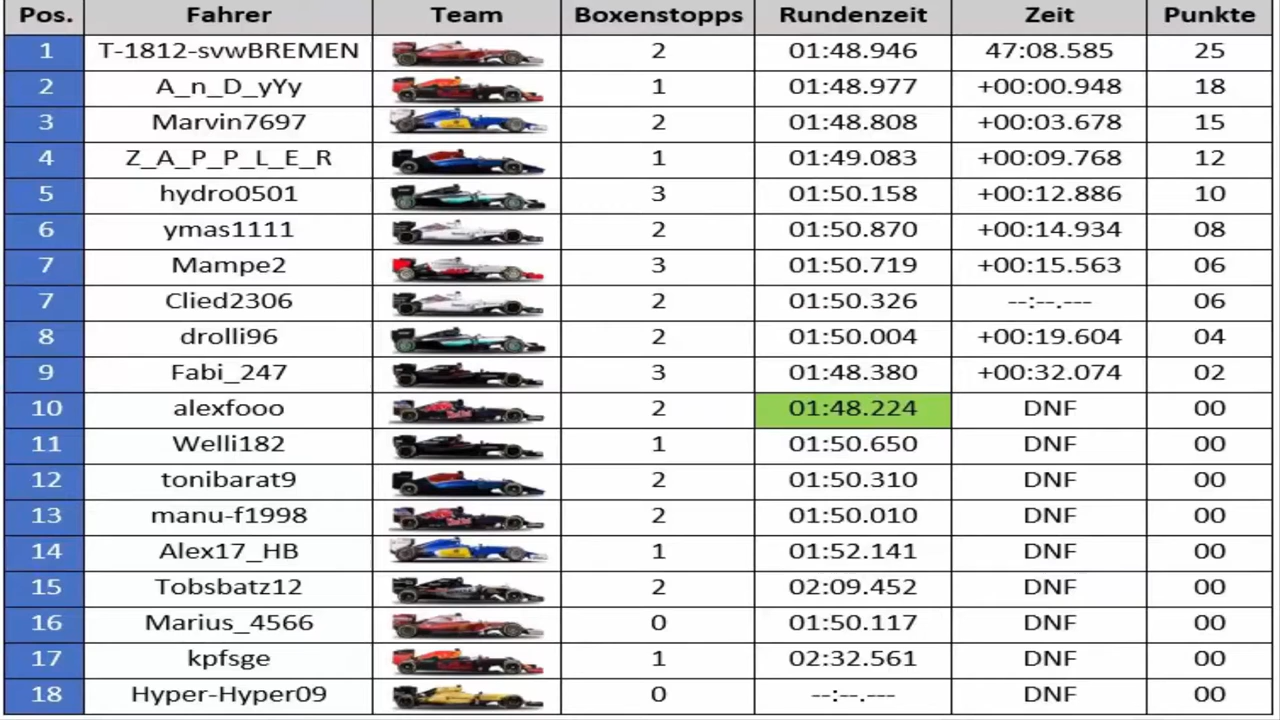 Pos. Fahrer Team Boxenstopps Rundenzeit Zeit Punkte
1 T-1812-svwBREMEN 2 01:48.946 47:08.585 25
2 A_n_D_yYy 1 01:48.977 +00:00.948 18
3 Marvin7697 2 01:48.808 +00:03.678 15
4 Z_A_P_P_L_E_R 1 01:49.083 +00:09.768 12
5 hydro0501 3 01:50.158 +00:12.886 10
6 ymas1111 2 01:50.870 +00:14.934 08
7 Mampe2 3 01:50.719 +00:15.563 06
7 Clied2306 2 01:50.326 --:--.--- 06
8 drolli96 2 01:50.004 +00:19.604 04
9 Fabi_247 3 01:48.380 +00:32.074 02
10 alexfooo 2 01:48.224 DNF 00
11 Welli182 1 01:50.650 DNF 00
12 tonibarat9 2 01:50.310 DNF 00
13 manu-f1998 2 01:50.010 DNF 00
14 Alex17_HB 1 01:52.141 DNF 00
15 Tobsbatz12 2 02:09.452 DNF 00
16 Marius_4566 0 01:50.117 DNF 00
17 kpfsge 1 02:32.561 DNF 00
18 Hyper-Hyper09 0 --:--.--- DNF 00